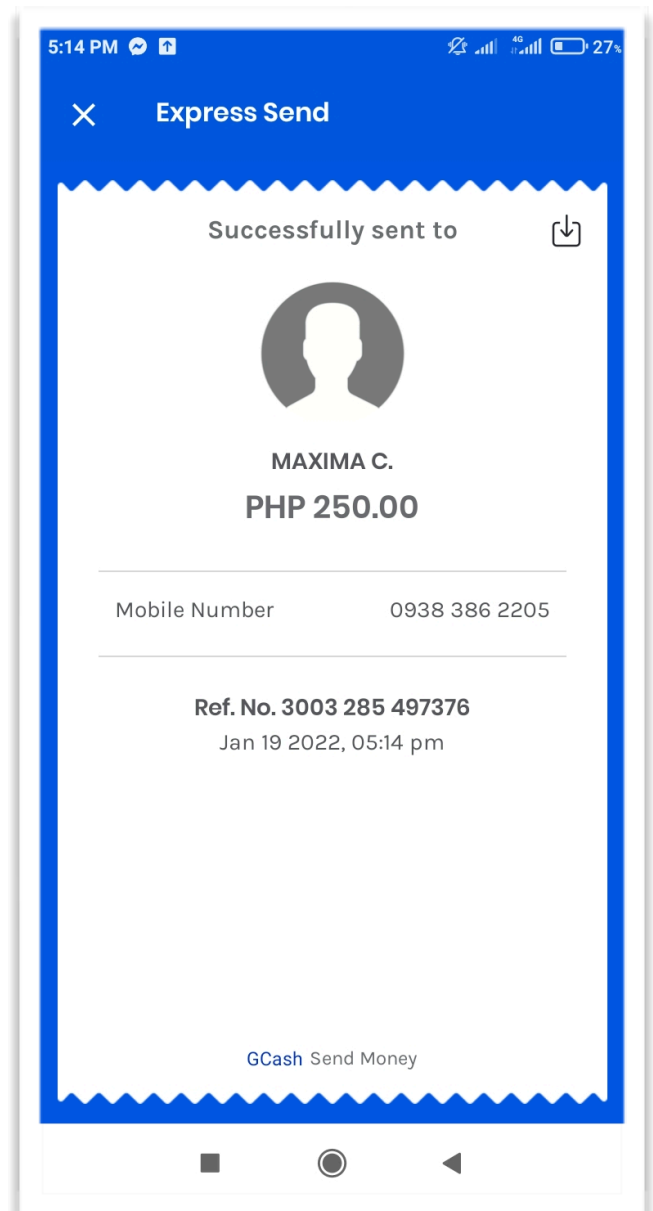 5:14 PM 4G 27%
Express Send
Successfully sent to
MAXIMA C.
PHP 250.00
Mobile Number 0938 386 2205
Ref. No. 3003 285 497376
Jan 19 2022, 05:14 pm
GCash Send Money